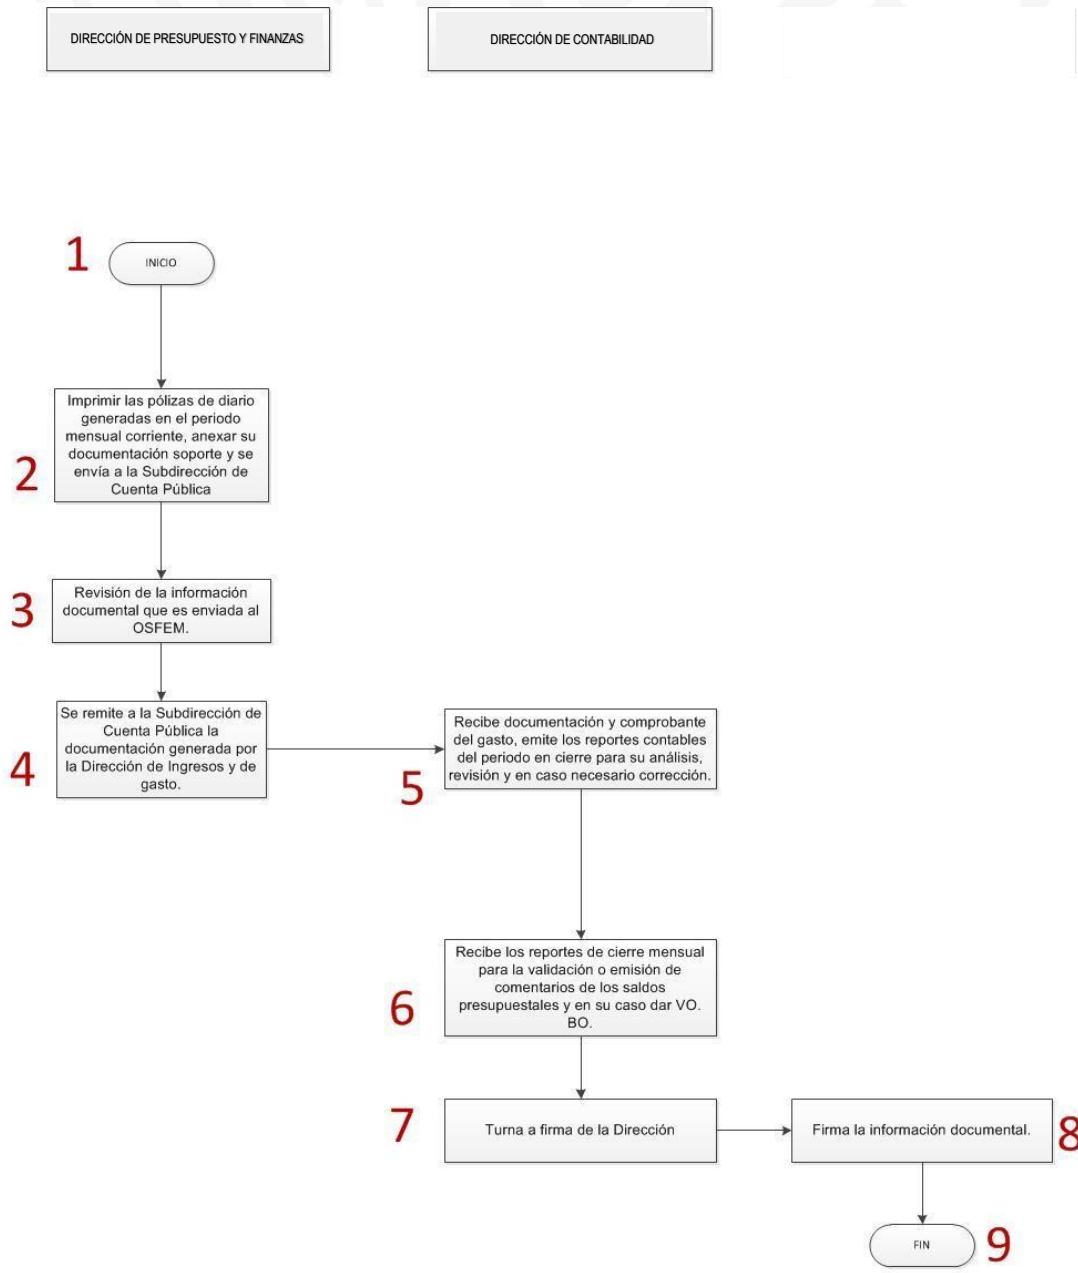 DIRECCIÓN DE PRESUPUESTO Y FINANZAS
DIRECCIÓN DE CONTABILIDAD
1
INICIO
Imprimir las pólizas de diario
generadas en el periodo
mensual corriente, anexar su
documentación soporte y se
envía a la Subdirección de
Cuenta Pública
2
Revisión de la información
documental que es enviada al
OSFEM.
3
Se remite a la Subdirección de
Cuenta Pública la
documentación generada por
la Dirección de Ingresos y de
gasto.
4
Recibe documentación y comprobante
del gasto, emite los reportes contables
del periodo en cierre para su análisis,
revisión y en caso necesario corrección.
5
Recibe los reportes de cierre mensual
para la validación o emisión de
comentarios de los saldos
presupuestales y en su caso dar VO.
BO.
6
7
Turna a firma de la Dirección
Firma la información documental.
8
FIN
9